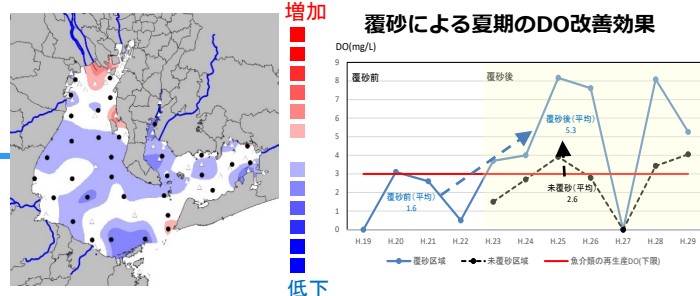 増加
低下
覆砂による夏期のDO改善効果
DO(mg/L)
覆砂前
覆砂後
9
8
7
6
5
4
3
2
1
0
覆砂後(平均)
5.3
覆砂前(平均)
1.6
未覆砂(平均)
2.6
H.19 H.20 H.21 H.22 H.23 H.24 H.25 H.26 H.27 H.28 H.29
覆砂区域 未覆砂区域 魚介類の再生産DO(下限)